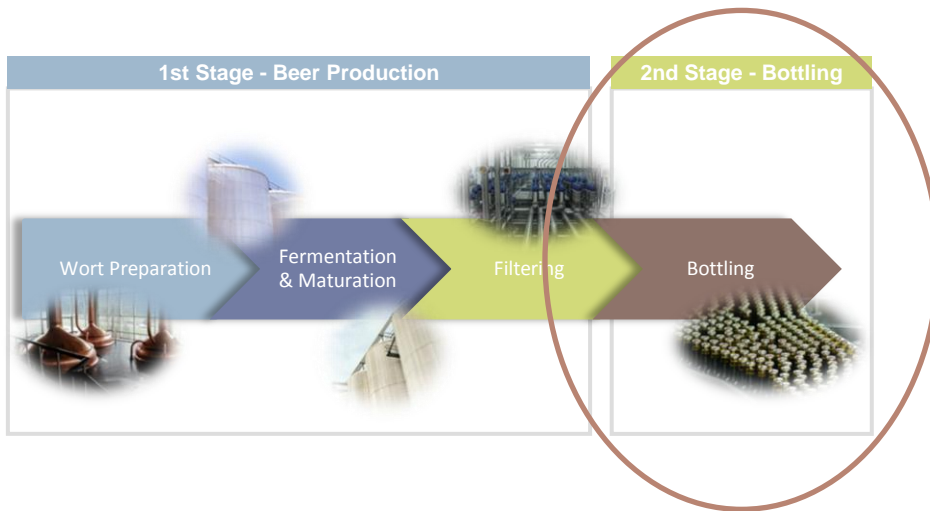 1st Stage - Beer Production
2nd Stage - Bottling
Wort Preparation
Fermentation
& Maturation
Filtering
Bottling